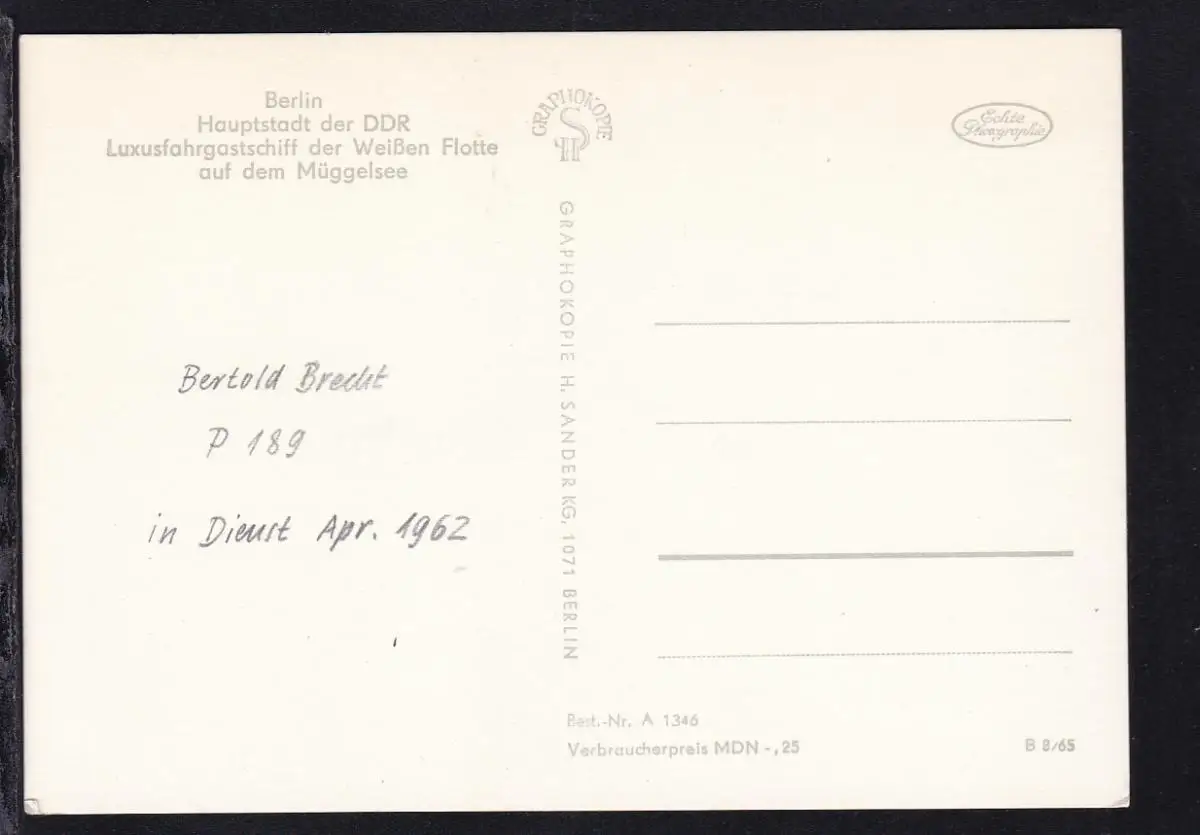 Berlin
Hauptstadt der DDR
Luxusfahrgastschiff der Weißen Flotte
auf dem Müggelsee
GRAPHOKOPIE
HS
Echte
Photographie
GRAPHOKOPIE H. SANDER KG, 1071 BERLIN
Bertold Brecht
P 189
in Dienst Apr. 1962
Best.-Nr. A 1346
Verbraucherpreis MDN -,25
B 8/65